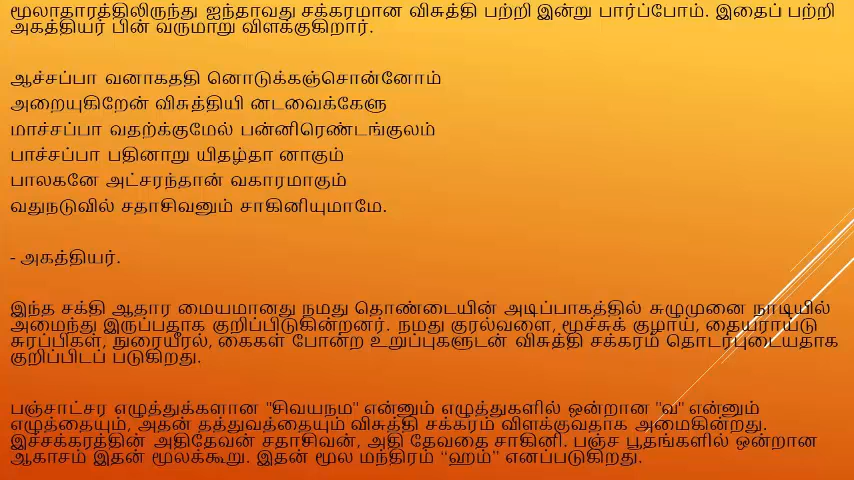 மூலாதாரத்திலிருந்து ஐந்தாவது சக்கரமான விசுத்தி பற்றி இன்று பார்ப்போம். இதைப் பற்றி
அகத்தியர் பின் வருமாறு விளக்குகிறார்.
ஆச்சப்பா வனாகததி னொடுக்கஞ்சொன்னோம்
அறையுகிறேன் விசுத்தியி னடவைக்கேளு
மாச்சப்பா வதற்க்குமேல் பன்னிரெண்டங்குலம்
பாச்சப்பா பதினாறு யிதழ்தா னாகும்
பாலகனே அட்சரந்தான் வகாரமாகும்
வதுநடுவில் சதாசிவனும் சாகினியுமாமே.
- அகத்தியர்.
இந்த சக்தி ஆதார மையமானது நமது தொண்டையின் அடிப்பாகத்தில் சுழுமுனை நாடியில்
அமைந்து இருப்பதாக குறிப்பிடுகின்றனர். நமது குரல்வளை, மூச்சுக் குழாய், தையராய்டு
சுரப்பிகள், நுரையீரல், கைகள் போன்ற உறுப்புகளுடன் விசுத்தி சக்கரம் தொடர்புடையதாக
குறிப்பிடப் படுகிறது.
பஞ்சாட்சர எழுத்துக்களான "சிவயநம" என்னும் எழுத்துகளில் ஒன்றான "வ" என்னும்
எழுத்தையும், அதன் தத்துவத்தையும் விசுத்தி சக்கரம் விளக்குவதாக அமைகின்றது.
இச்சக்கரத்தின் அதிதேவன் சதாசிவன், அதி தேவதை சாகினி. பஞ்ச பூதங்களில் ஒன்றான
ஆகாசம் இதன் மூலக்கூறு. இதன் மூல மந்திரம் “ஹம்” எனப்படுகிறது.